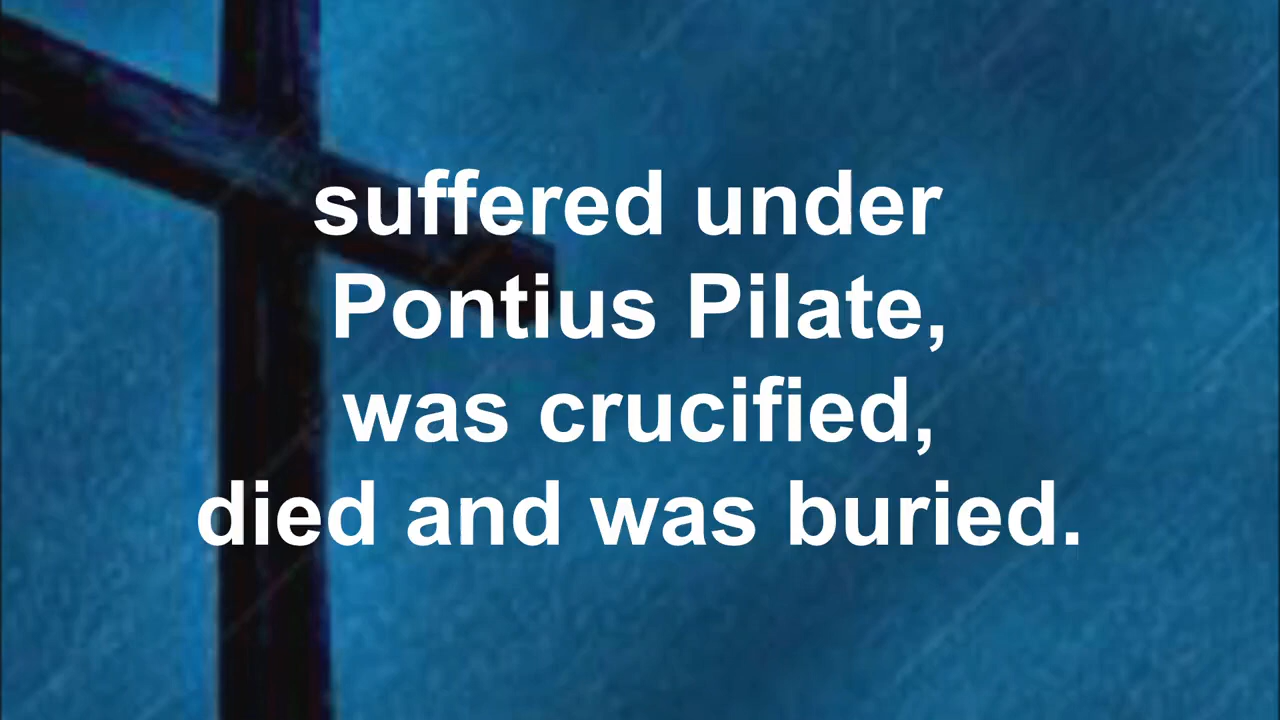 suffered under
Pontius Pilate,
was crucified,
died and was buried.